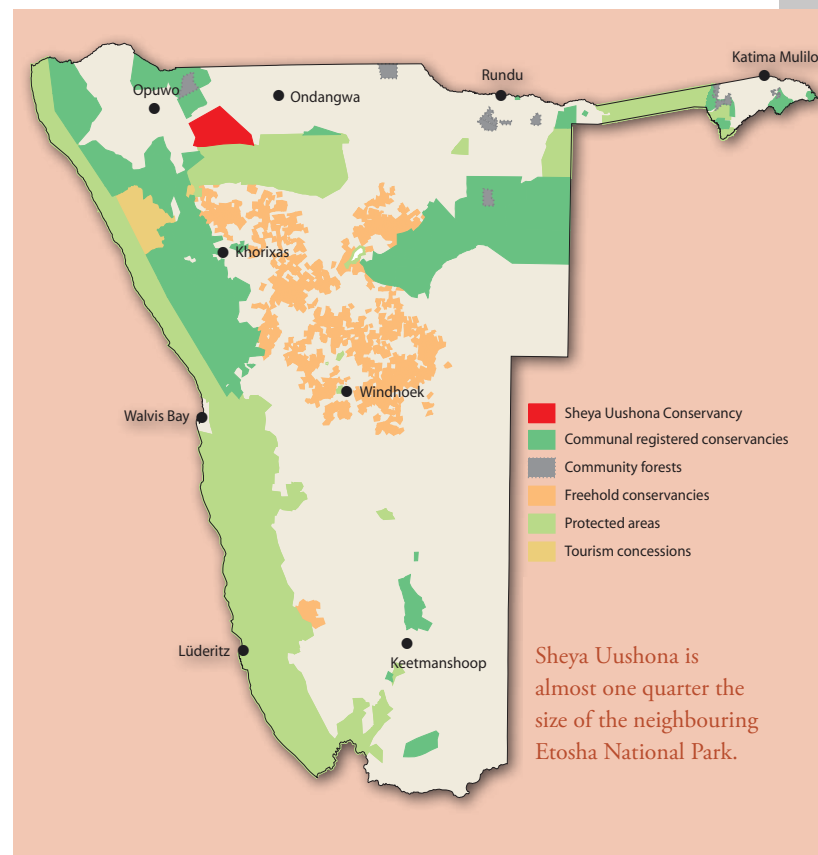 Katima Mulilo
Rundu
Opuwo
Ondangwa
Khorixas
Windhoek
Walvis Bay
Sheya Uushona Conservancy
Communal registered conservancies
Community forests
Freehold conservancies
Protected areas
Tourism concessions
Lüderitz
Keetmanshoop
Sheya Uushona is
almost one quarter the
size of the neighbouring
Etosha National Park.